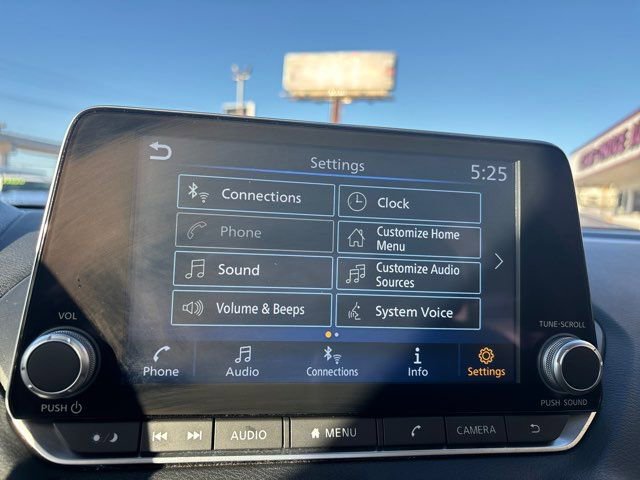 Settings
5:25
Connections
Clock
Phone
Customize Home
Menu
Sound
Customize Audio
Sources
Volume & Beeps
System Voice
Phone
Audio
Connections
Info
Settings
VOL
PUSH
TUNE·SCROLL
PUSH·SOUND
AUDIO
MENU
CAMERA